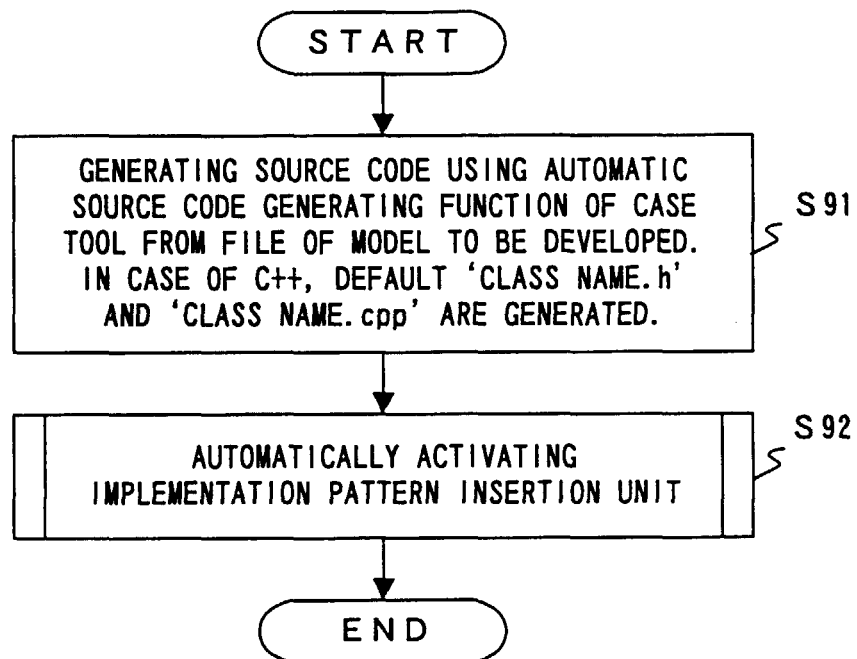 START
GENERATING SOURCE CODE USING AUTOMATIC
SOURCE CODE GENERATING FUNCTION OF CASE
TOOL FROM FILE OF MODEL TO BE DEVELOPED.
IN CASE OF C++, DEFAULT 'CLASS NAME.h'
AND 'CLASS NAME.cpp' ARE GENERATED.
S91
AUTOMATICALLY ACTIVATING
IMPLEMENTATION PATTERN INSERTION UNIT
S92
END